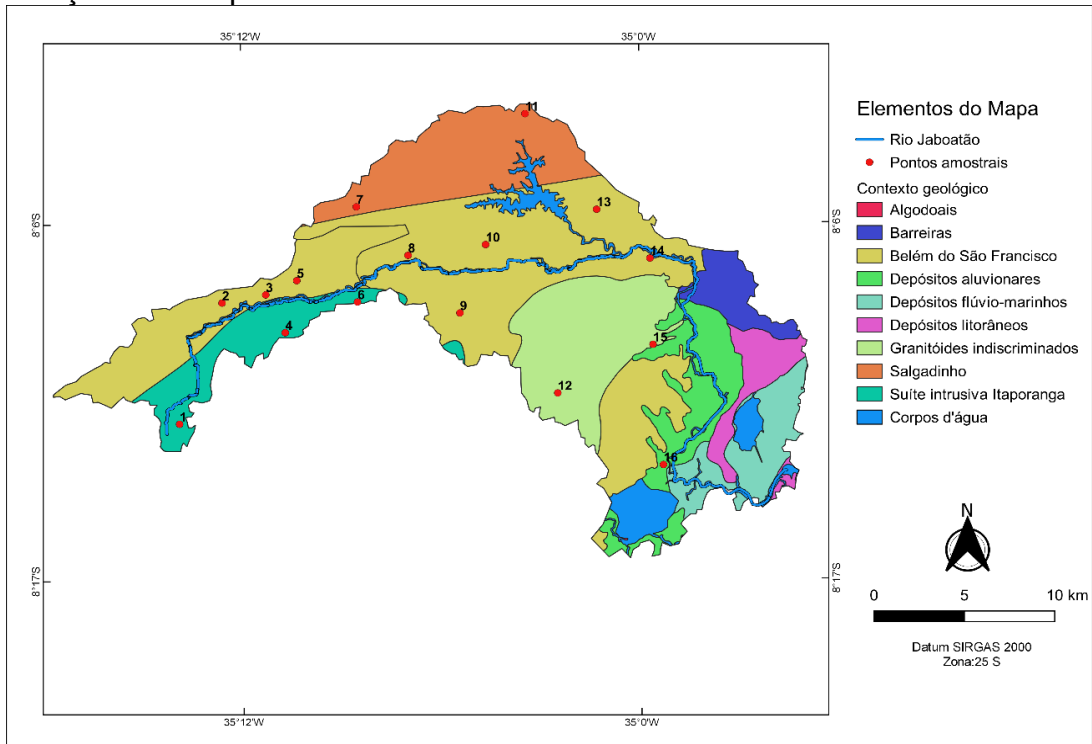 35°12'W 35°0'W
11
7
13
8°6'S 8°6'S
10
14
8
5
3
2
6
9
4
15
12
1
16
8°17'S 8°17'S
35°12'W 35°0'W
Elementos do Mapa
Rio Jaboatão
Pontos amostrais
Contexto geológico
Algodoais
Barreiras
Belém do São Francisco
Depósitos aluvionares
Depósitos flúvio-marinhos
Depósitos litorâneos
Granitóides indiscriminados
Salgadinho
Suíte intrusiva Itaporanga
Corpos d'água
N
0 5 10 km
Datum SIRGAS 2000
Zona:25 S